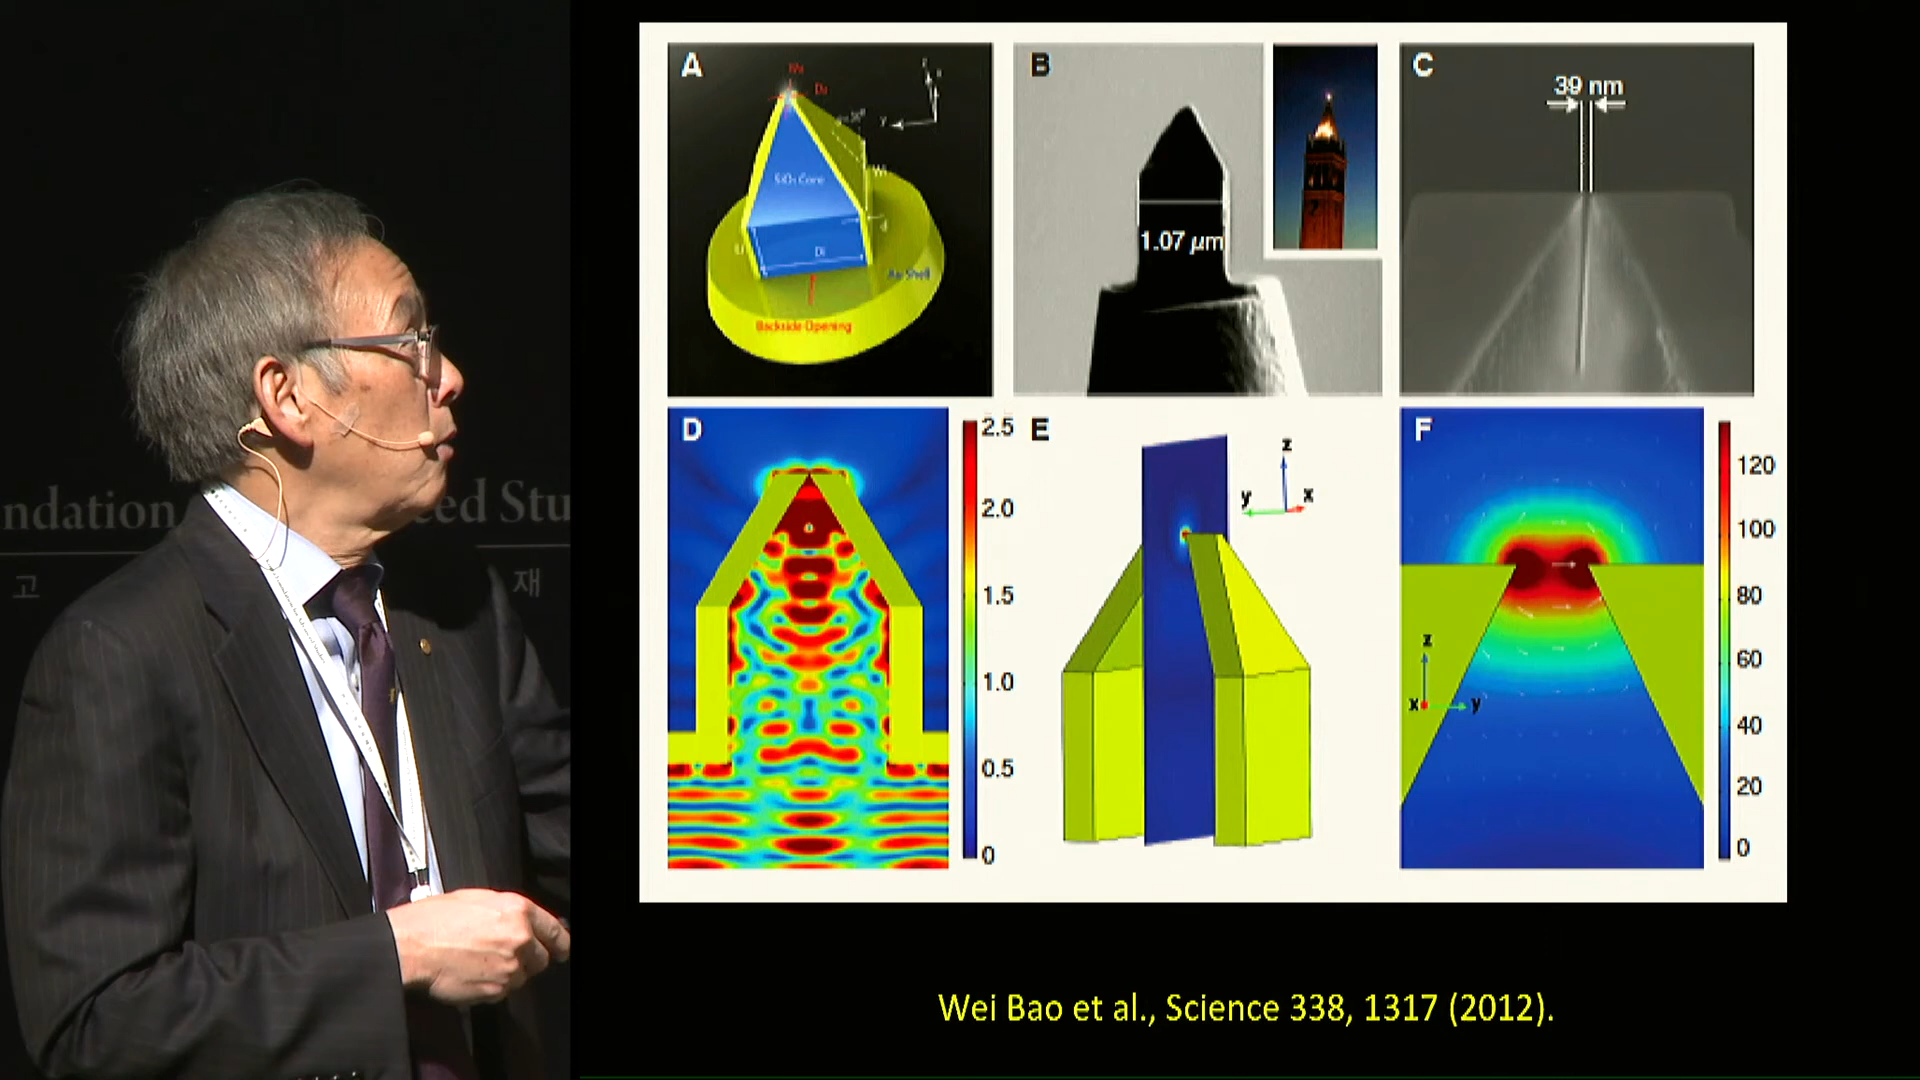 ndation
ced Stu
고
재
A
SiO₂ Core
Di
Au Shell
Backside Opening
B
1.07 µm
C
39 nm
D
2.5
2.0
1.5
1.0
0.5
0
E
z
y
x
F
120
100
80
60
40
20
0
z
x
y
Wei Bao et al., Science 338, 1317 (2012).